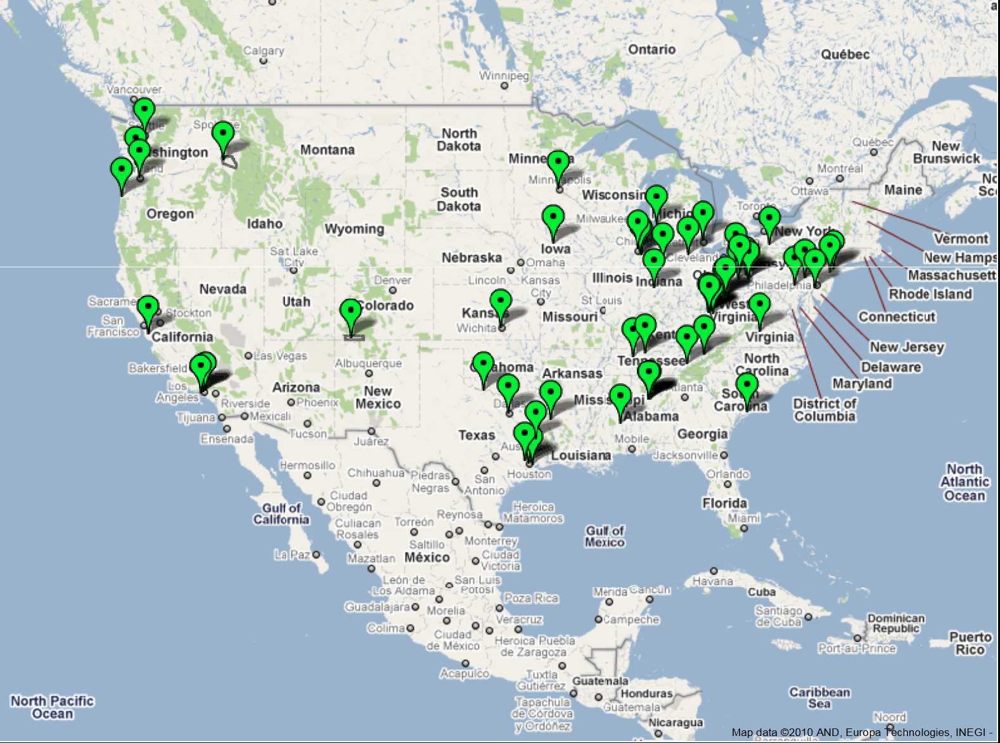 Calgary
Ontario
Québec
Winnipeg
Vancouver
Washington
Montana
North
Dakota
Minneapolis
Québec
New
Brunswick
Montréal
Ottawa
Maine
South
Dakota
Wisconsin
Toronto
Oregon
Idaho
Wyoming
Milwaukee
New York
Vermont
Salt Lake
City
Iowa
Cleveland
Nebraska
Omaha
New Hamps
Massachusett
Lincoln
Kansas
City
Illinois
Indiana
Denver
Philadelphia
Rhode Island
Nevada
Utah
Colorado
St Louis
Stockton
San
Francisco
Kansas
Missouri
West
Virginia
Connecticut
Wichita
California
Virginia
New Jersey
Las Vegas
Bakersfield
Albuquerque
Oklahoma
Tennessee
North
Carolina
Delaware
Arkansas
Maryland
Los
Angeles
Arizona
New
Mexico
Phoenix
Riverside
Mississippi
South
Carolina
District of
Columbia
Tijuana
Mexicali
Alabama
Ensenada
Tucson
Juárez
Texas
Mobile
Georgia
Louisiana
Jacksonville
Hermosillo
Chihuahua
Piedras
Negras
San
Antonio
Houston
Orlando
North
Atlantic
Ocean
Ciudad
Obregón
Gulf of
California
Florida
Heroica
Matamoros
Reynosa
Miami
Culiacan
Rosales
Torreón
Saltillo
Monterrey
Gulf of
Mexico
La Paz
Mazatlan
México
Ciudad
Victoria
León de
Los Aldama
San Luis
Potosí
Havana
Cuba
Mérida
Cancún
Poza Rica
Guadalajara
Morelia
Veracruz
Campeche
Santiago
de Cuba
Dominican
Republic
Colima
Ciudad
de México
Heroica Puebla
de Zaragoza
Port-au-Prince
Puerto
Rico
Acapulco
Tuxtla
Gutiérrez
Guatemala
Honduras
Guatemala
Caribbean
Sea
North Pacific
Ocean
Tapachula
de Córdova
y Ordóñez
Nicaragua
Noord
Barranquilla
Map data ©2010 AND, Europa Technologies, INEGI -